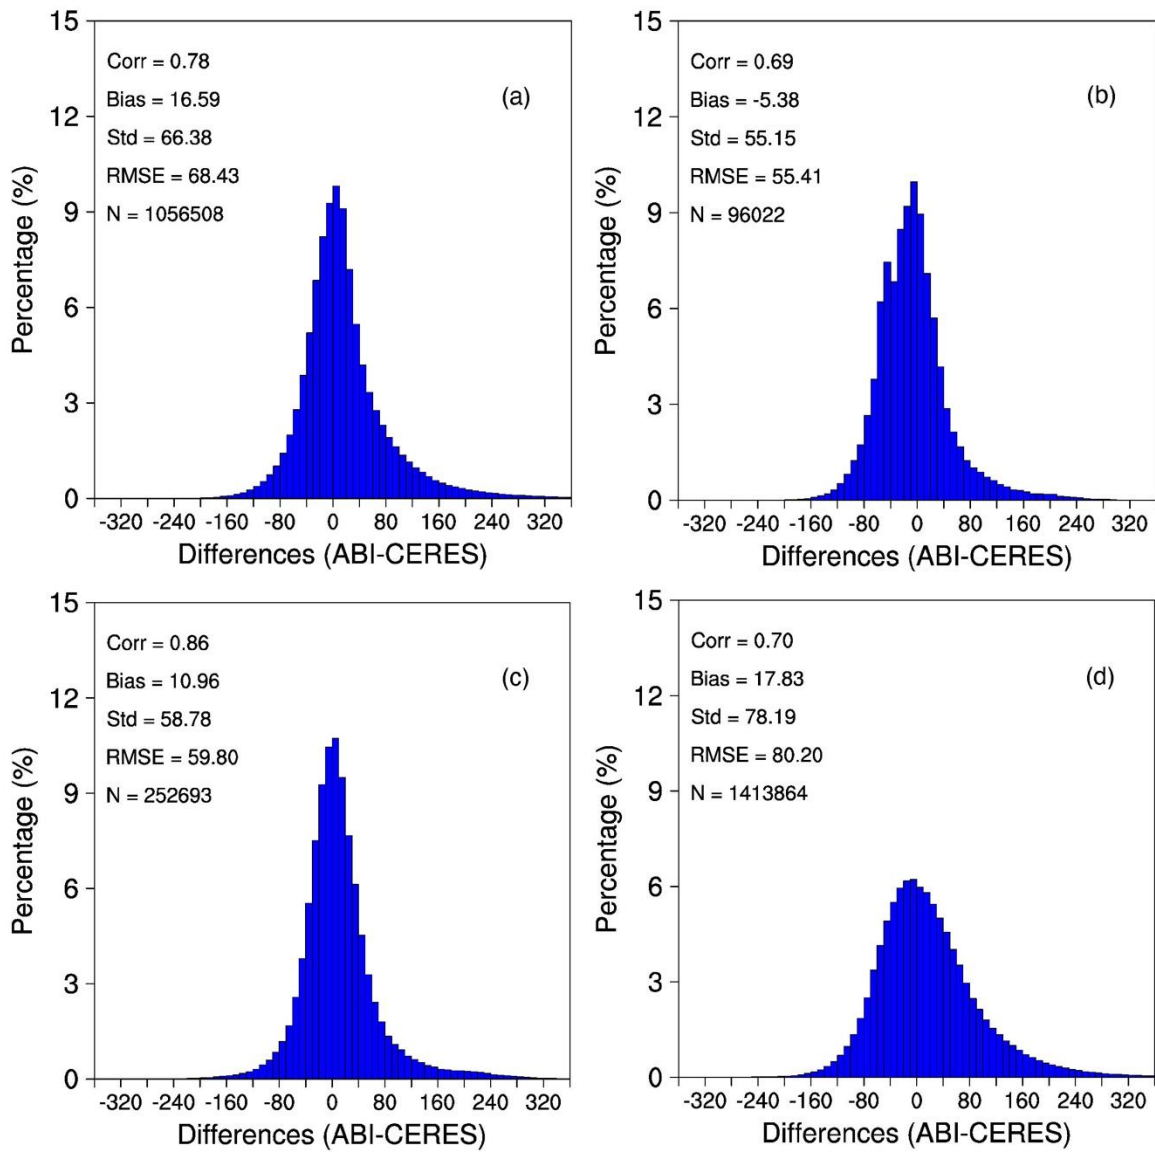 15
Corr = 0.78
Bias = 16.59
(a)
12
Std = 66.38
RMSE = 68.43
N = 1056508
9
6
3
0
Percentage (%)
-320 -240 -160 -80 0 80 160 240 320
Differences (ABI-CERES)
15
Corr = 0.69
Bias = -5.38
(b)
12
Std = 55.15
RMSE = 55.41
N = 96022
9
6
3
0
Percentage (%)
-320 -240 -160 -80 0 80 160 240 320
Differences (ABI-CERES)
15
Corr = 0.86
Bias = 10.96
(c)
12
Std = 58.78
RMSE = 59.80
N = 252693
9
6
3
0
Percentage (%)
-320 -240 -160 -80 0 80 160 240 320
Differences (ABI-CERES)
15
Corr = 0.70
Bias = 17.83
(d)
12
Std = 78.19
RMSE = 80.20
N = 1413864
9
6
3
0
Percentage (%)
-320 -240 -160 -80 0 80 160 240 320
Differences (ABI-CERES)